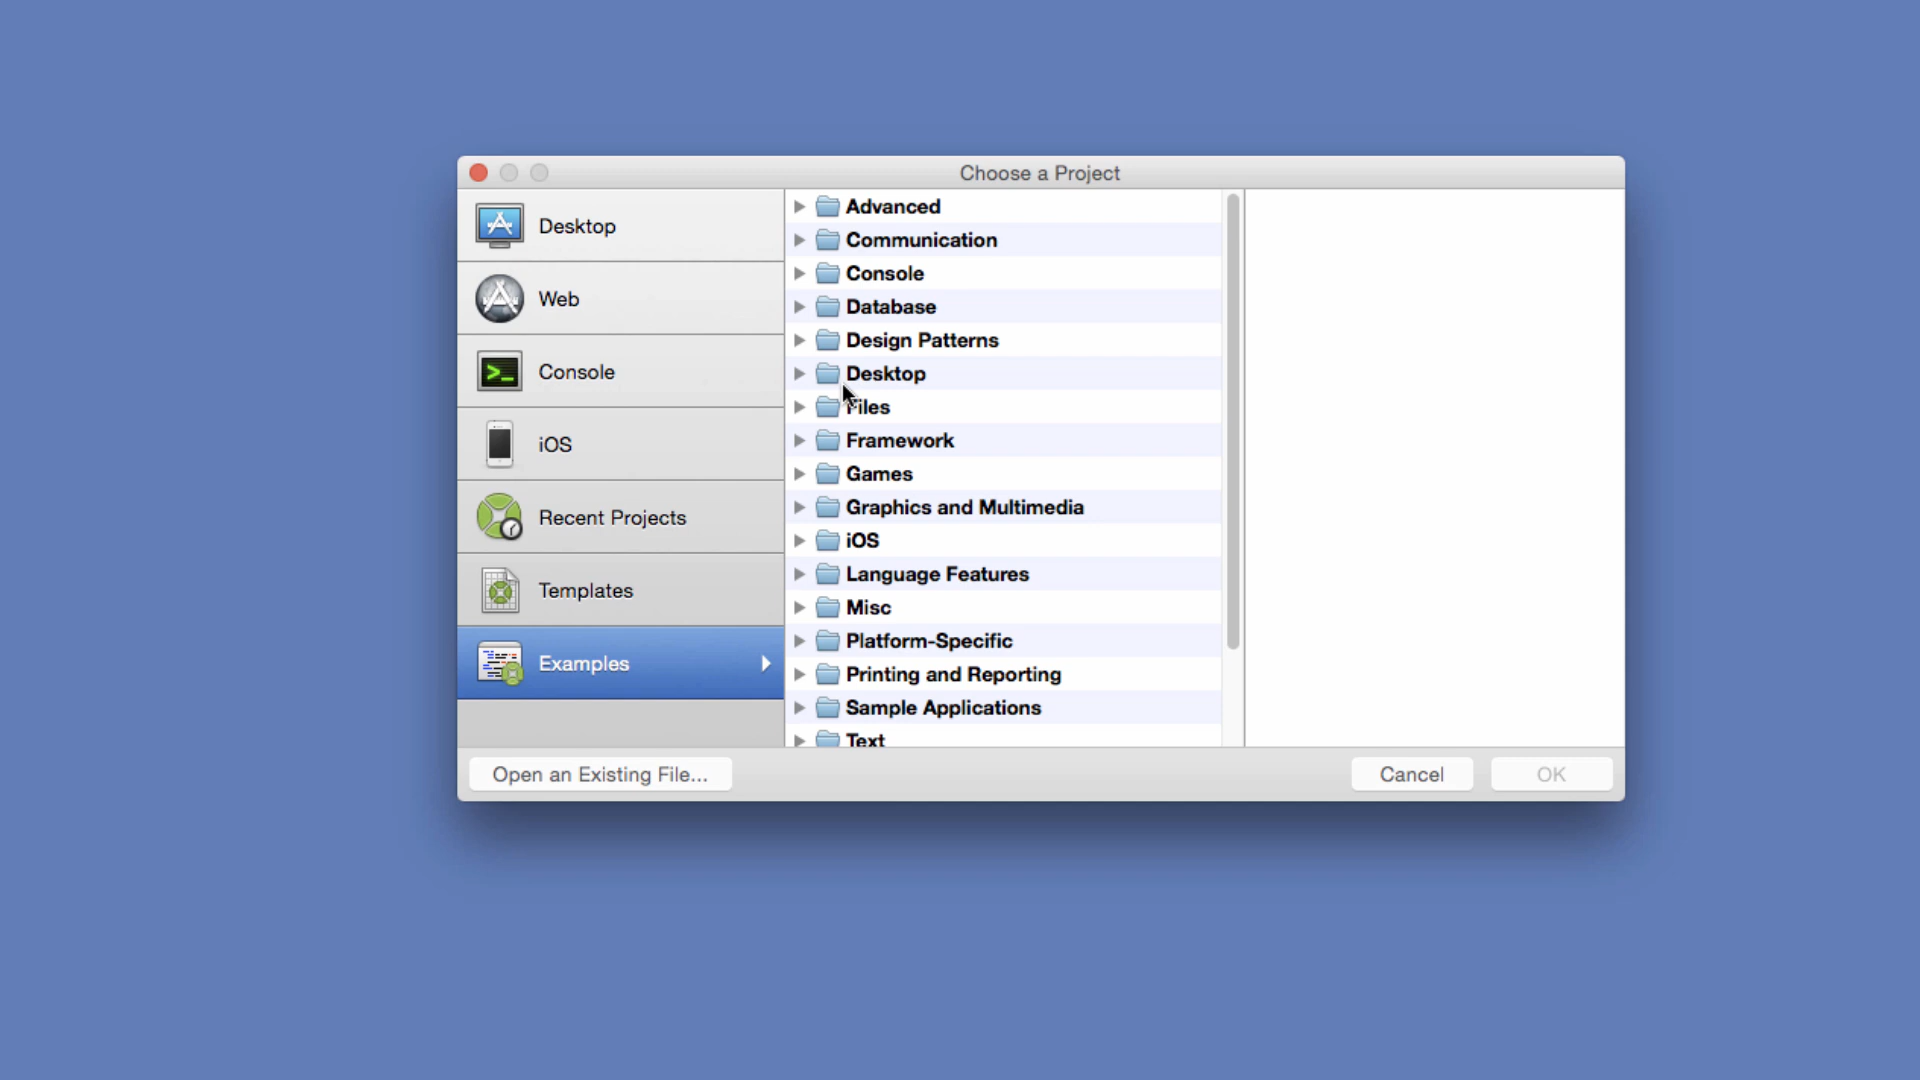 Choose a Project
Desktop
Web
Console
iOS
Recent Projects
Templates
Examples
Advanced
Communication
Console
Database
Design Patterns
Desktop
Files
Framework
Games
Graphics and Multimedia
iOS
Language Features
Misc
Platform-Specific
Printing and Reporting
Sample Applications
Text
Open an Existing File...
Cancel
OK